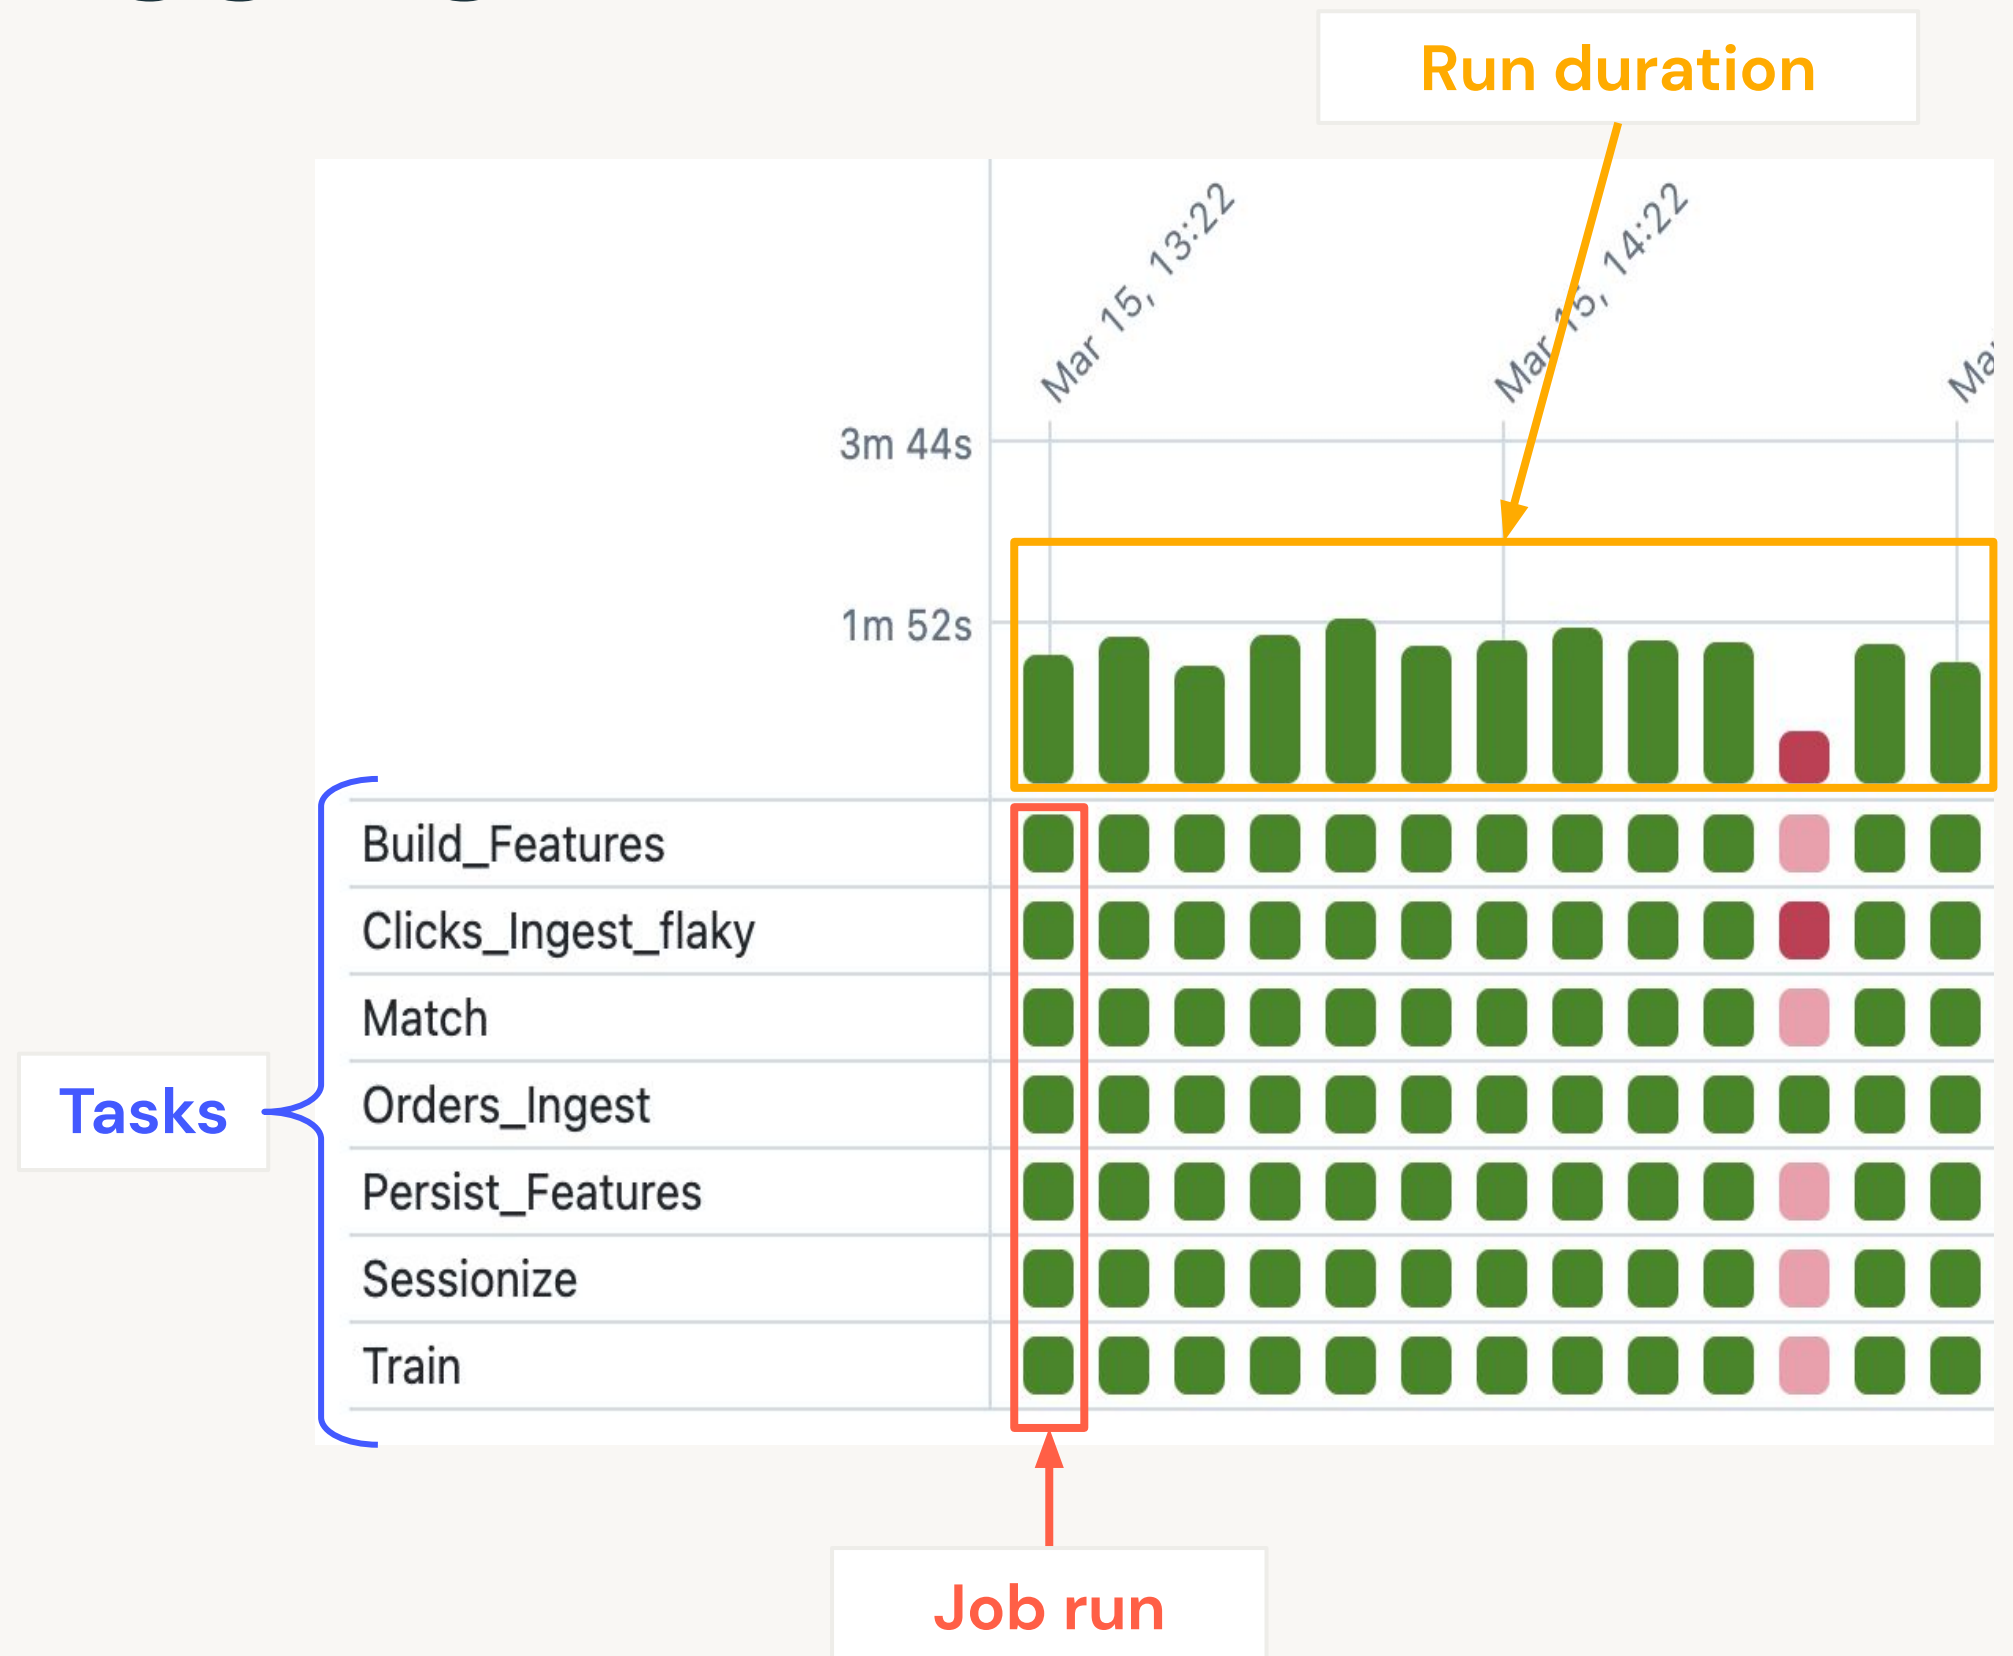 Run duration
Mar 15, 13:22
Mar 15, 14:22
3m 44s
1m 52s
Build_Features
Clicks_Ingest_flaky
Match
Orders_Ingest
Persist_Features
Sessionize
Train
Tasks
Job run